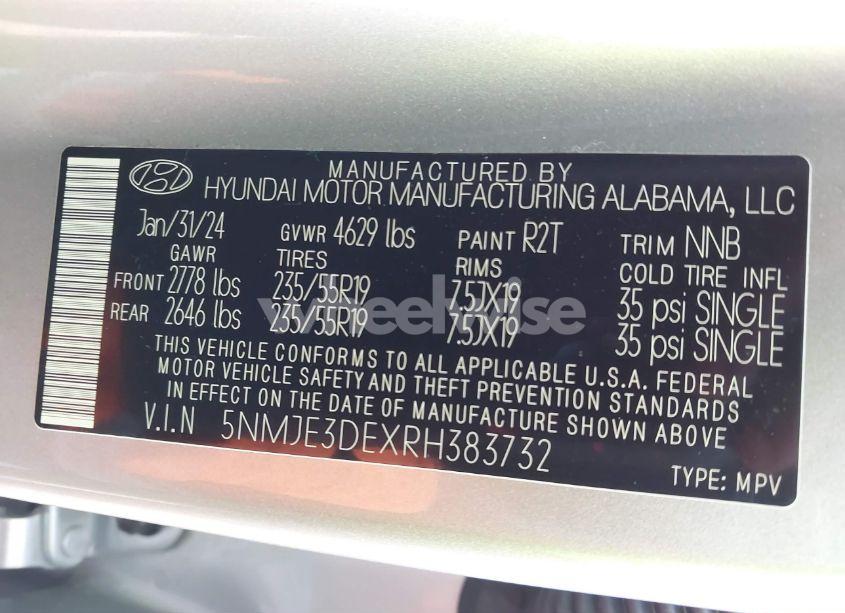 MANUFACTURED BY
HYUNDAI MOTOR MANUFACTURING ALABAMA, LLC
Jan/31/24 GVWR 4629 lbs PAINT R2T TRIM NNB
GAWR TIRES RIMS COLD TIRE INFL
FRONT 2778 lbs 235/55R19 7.5JX19 35 psi SINGLE
REAR 2646 lbs 235/55R19 7.5JX19 35 psi SINGLE
wheelwise
THIS VEHICLE CONFORMS TO ALL APPLICABLE U.S.A. FEDERAL
MOTOR VEHICLE SAFETY AND THEFT PREVENTION STANDARDS
IN EFFECT ON THE DATE OF MANUFACTURE SHOWN ABOVE
V.I.N 5NMJE3DEXRH383732
TYPE: MPV